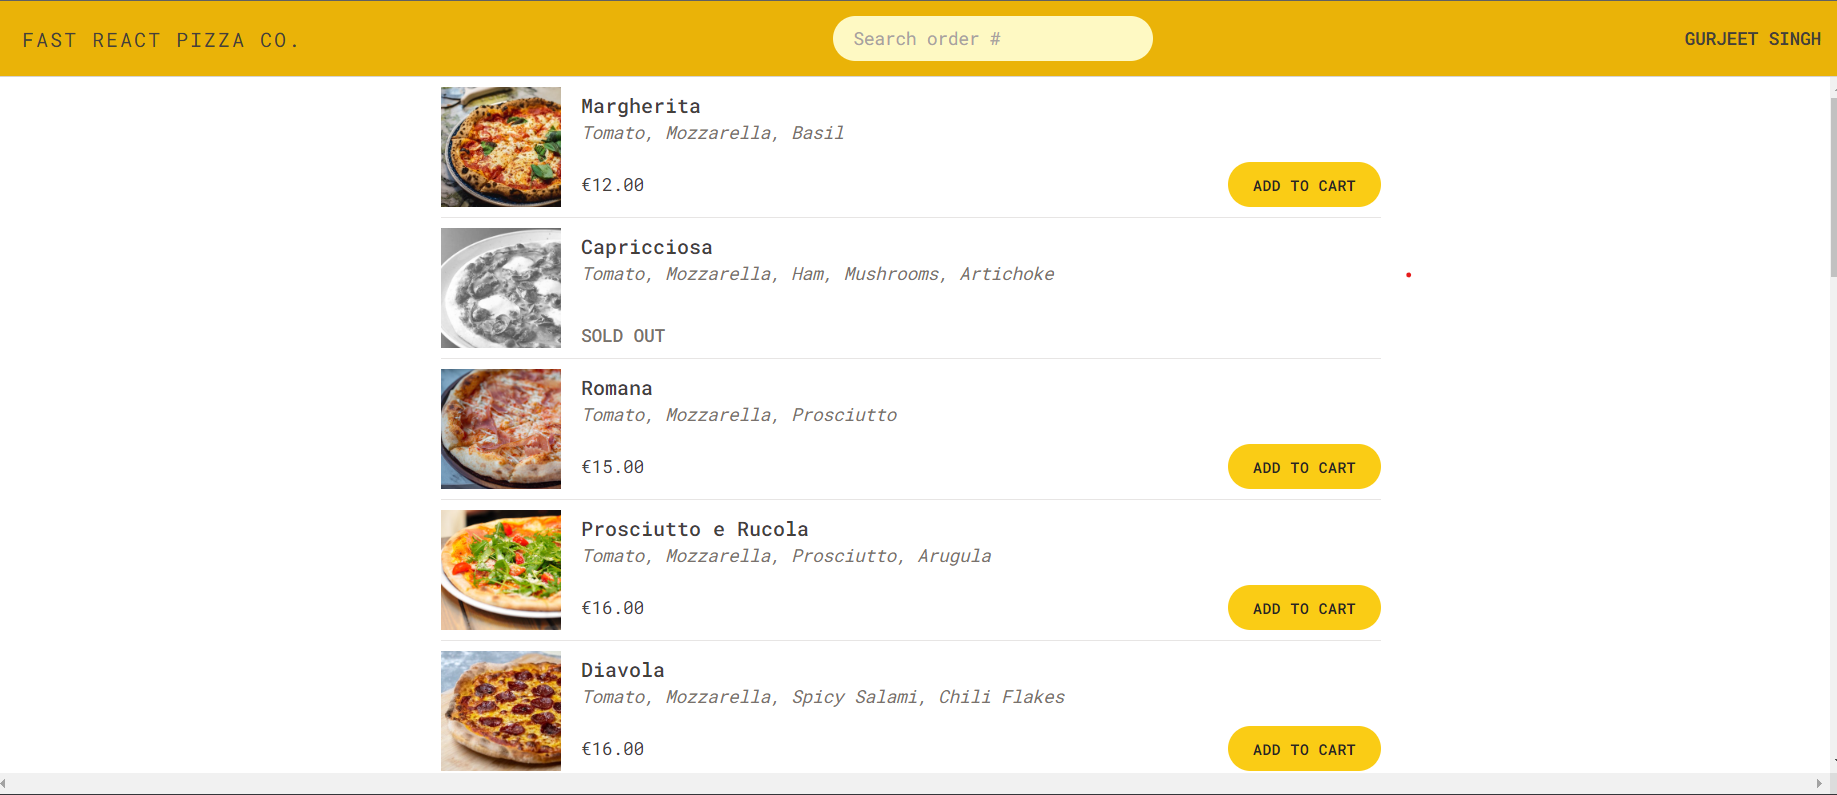 FAST REACT PIZZA CO.
Search order #
GURJEET SINGH
Margherita
Tomato, Mozzarella, Basil
€12.00
ADD TO CART
Capricciosa
Tomato, Mozzarella, Ham, Mushrooms, Artichoke
SOLD OUT
Romana
Tomato, Mozzarella, Prosciutto
€15.00
ADD TO CART
Prosciutto e Rucola
Tomato, Mozzarella, Prosciutto, Arugula
€16.00
ADD TO CART
Diavola
Tomato, Mozzarella, Spicy Salami, Chili Flakes
€16.00
ADD TO CART